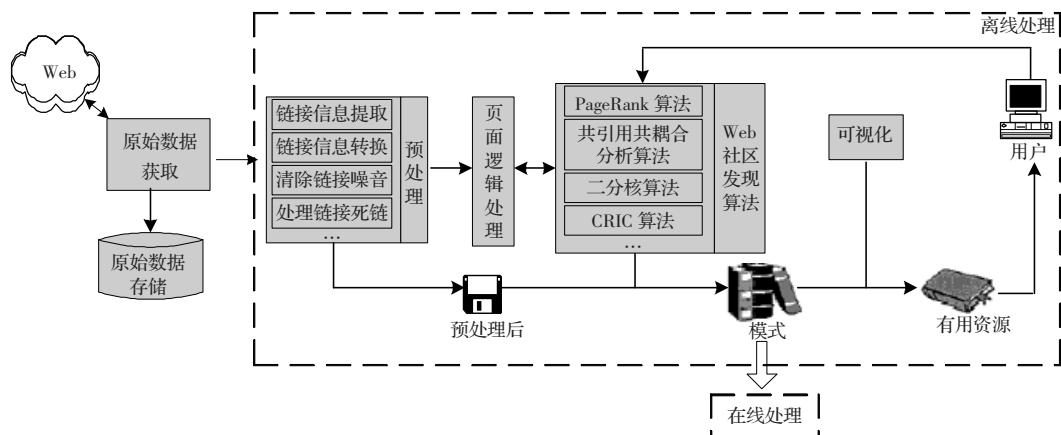 离线处理
Web
原始数据
获取
原始数据
存储
链接信息提取
链接信息转换
清除链接噪音
处理链接死链
…
预处理
页面逻辑处理
PageRank 算法
共引用共耦合
分析算法
二分核算法
CRIC 算法
…
Web
社区
发现
算法
可视化
用户
预处理后
模式
有用资源
在线处理